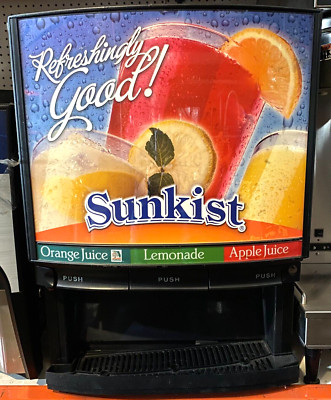 Refreshingly
Good!
Sunkist®
Orange Juice Lemonade Apple Juice
PUSH PUSH PUSH